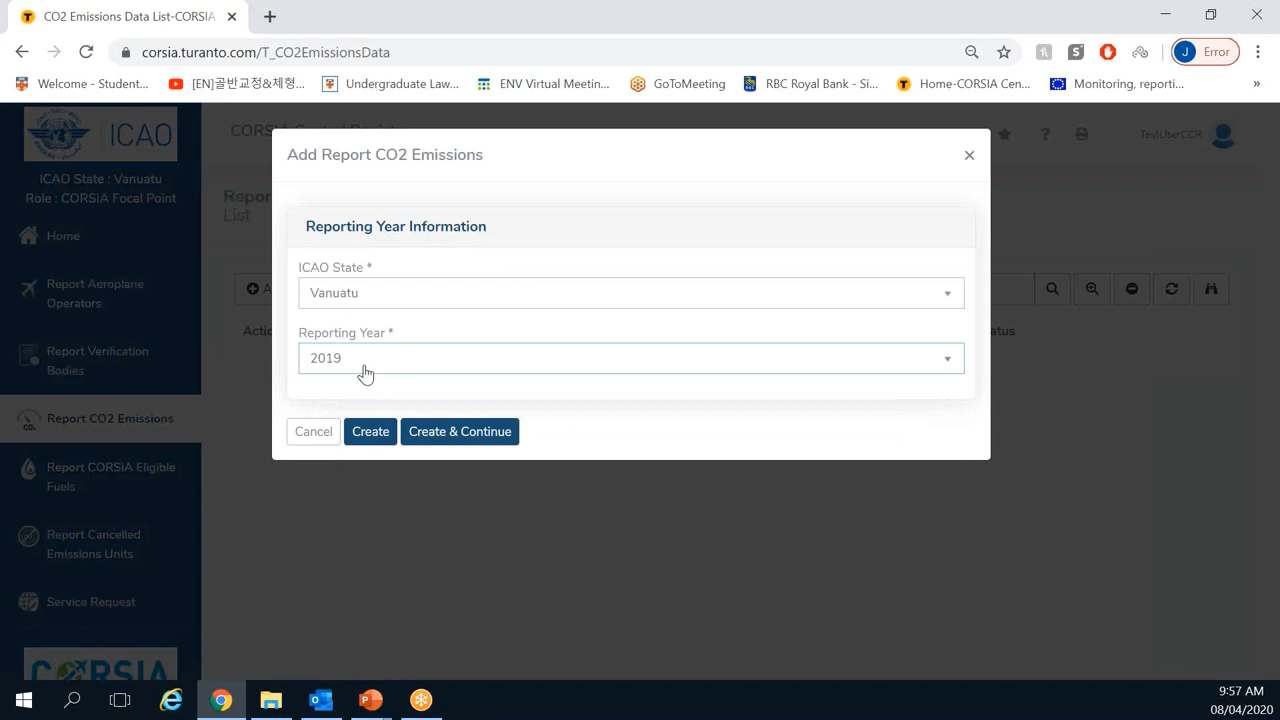 CO2 Emissions Data List-CORSIA
corsia.turanto.com/T_CO2EmissionsData
J Error
Welcome - Student...
[EN]골반교정&체형...
Undergraduate Law...
ENV Virtual Meetin...
GoToMeeting
RBC Royal Bank - Si...
Home-CORSIA Cen...
Monitoring, reporti...
»
ICAO
ICAO State : Vanuatu
Role : CORSIA Focal Point
Home
Report Aeroplane
Operators
Report Verification
Bodies
Report CO2 Emissions
Report CORSIA Eligible
Fuels
Report Cancelled
Emissions Units
Service Request
CORSIA
TestUserCCR
List
Add Report CO2 Emissions
Reporting Year Information
ICAO State *
Vanuatu
Reporting Year *
2019
Cancel
Create
Create & Continue
9:57 AM
08/04/2020